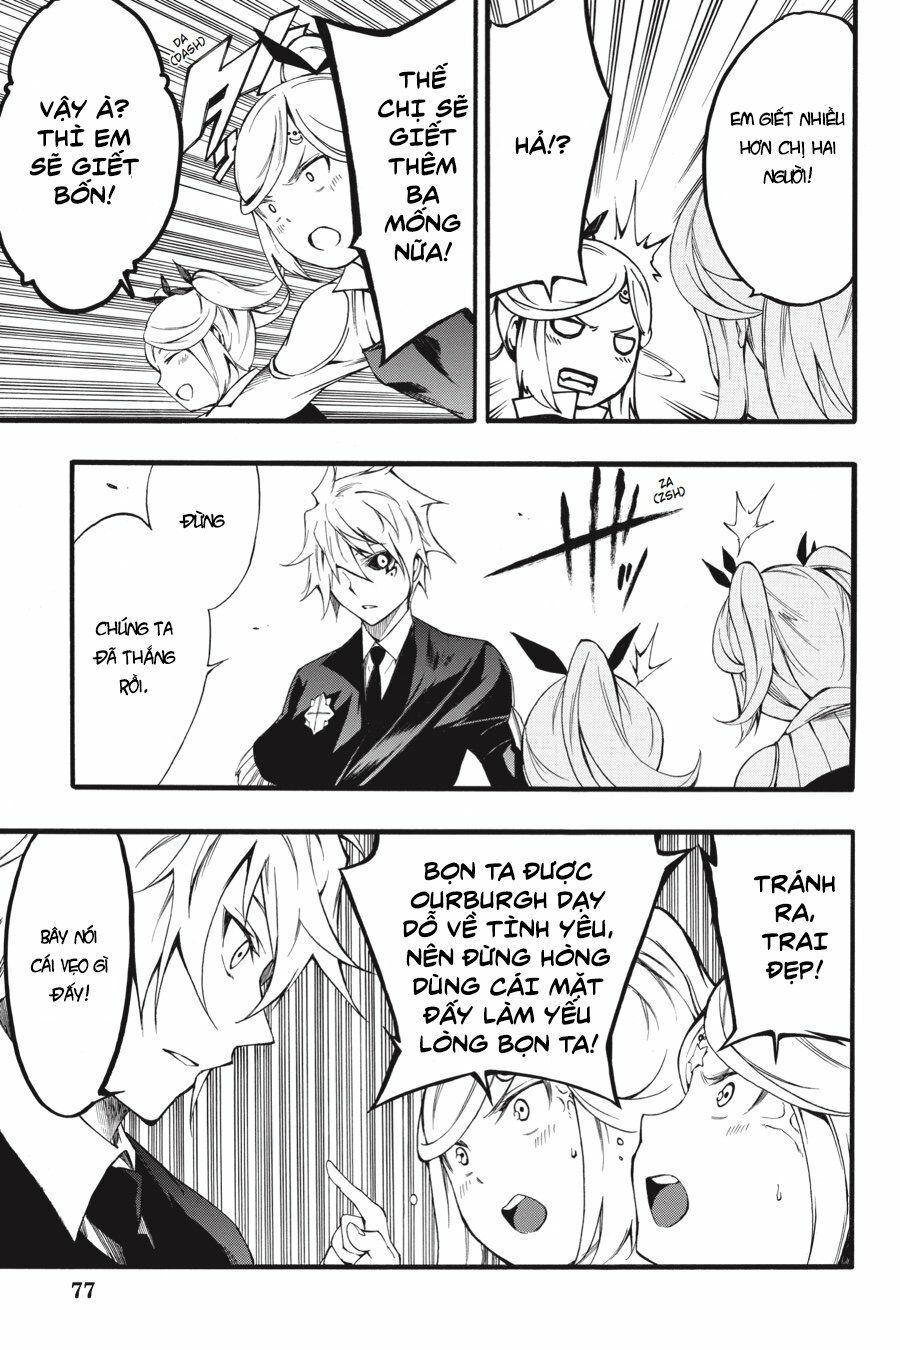 EM GIẾT NHIỀU
HƠN CHỊ HAI
NGƯỜI!
HẢ!?
THẾ
CHỊ SẼ
GIẾT
THÊM
BA
MỐNG
NỮA!
DA
(DASH)
VẬY À?
THÌ EM
SẼ GIẾT
BỐN!
ZA
(ZSH)
ĐỪNG
CHÚNG TA
ĐÃ THẮNG
RỒI.
TRÁNH
RA,
TRAI
ĐẸP!
BỌN TA ĐƯỢC
OURBURGH DẠY
DỖ VỀ TÌNH YÊU,
NÊN ĐỪNG HÒNG
DÙNG CÁI MẶT
ĐẤY LÀM YẾU
LÒNG BỌN TA!
BÂY NÓI
CÁI VẸO GÌ
ĐẤY!
77